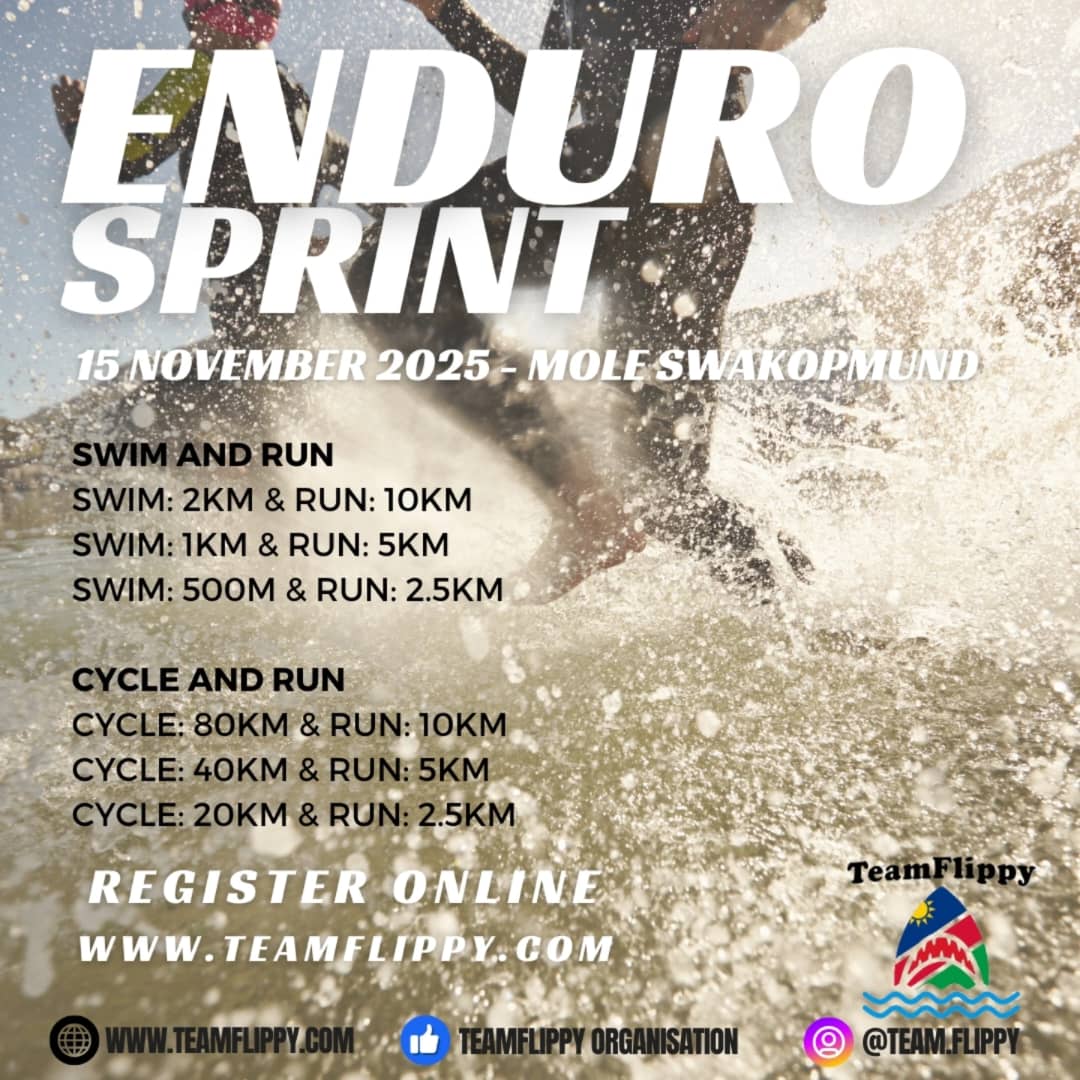 ENDURO
SPRINT
15 NOVEMBER 2025 - MOLE SWAKOPMUND
SWIM AND RUN
SWIM: 2KM & RUN: 10KM
SWIM: 1KM & RUN: 5KM
SWIM: 500M & RUN: 2.5KM
CYCLE AND RUN
CYCLE: 80KM & RUN: 10KM
CYCLE: 40KM & RUN: 5KM
CYCLE: 20KM & RUN: 2.5KM
REGISTER ONLINE
WWW.TEAMFLIPPY.COM
TeamFlippy
WWW.TEAMFLIPPY.COM TEAMFLIPPY ORGANISATION @TEAM.FLIPPY